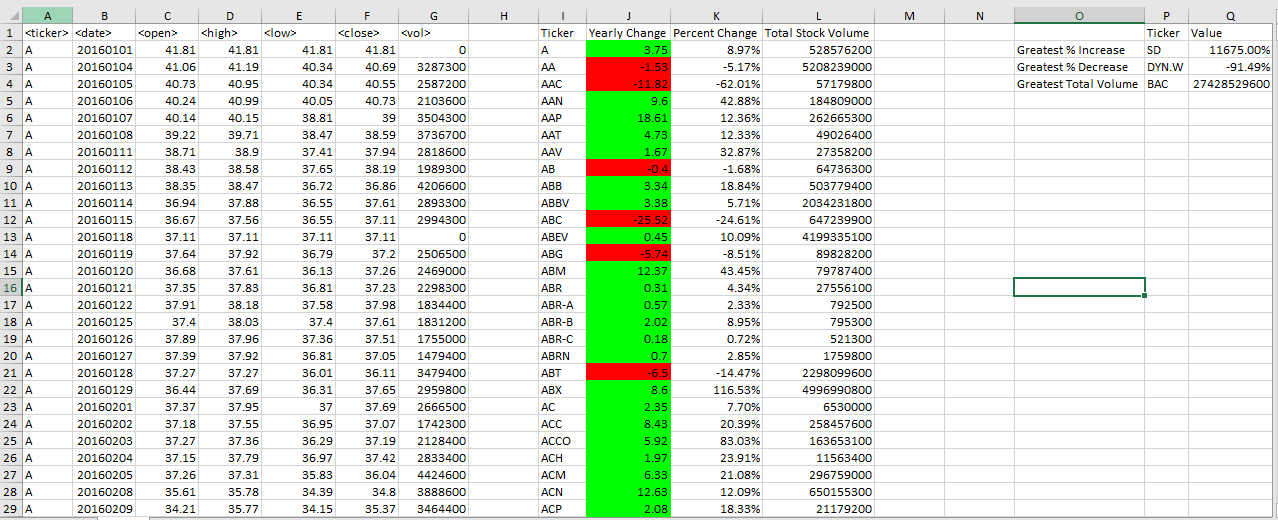 A B C D E F G H I J K L M N O P Q
1 <ticker> <date> <open> <high> <low> <close> <vol> Ticker Yearly Change Percent Change Total Stock Volume Ticker Value
2 A 20160101 41.81 41.81 41.81 41.81 0 A 3.75 8.97% 528576200 Greatest % Increase SD 11675.00%
3 A 20160104 41.06 41.19 40.34 40.69 3287300 AA -1.53 -5.17% 5208239000 Greatest % Decrease DYN.W -91.49%
4 A 20160105 40.73 40.95 40.34 40.55 2587200 AAC -11.82 -62.01% 57179800 Greatest Total Volume BAC 27428529600
5 A 20160106 40.24 40.99 40.05 40.73 2103600 AAN 9.6 42.88% 184809000
6 A 20160107 40.14 40.15 38.81 39 3504300 AAP 18.61 12.36% 262665300
7 A 20160108 39.22 39.71 38.47 38.59 3736700 AAT 4.73 12.33% 49026400
8 A 20160111 38.71 38.9 37.41 37.94 2818600 AAV 1.67 32.87% 27358200
9 A 20160112 38.43 38.58 37.65 38.19 1989300 AB -0.4 -1.68% 64736300
10 A 20160113 38.35 38.47 36.72 36.86 4206600 ABB 3.34 18.84% 503779400
11 A 20160114 36.94 37.88 36.55 37.61 2893300 ABBV 3.38 5.71% 2034231800
12 A 20160115 36.67 37.56 36.55 37.11 2994300 ABC -25.52 -24.61% 647239900
13 A 20160118 37.11 37.11 37.11 37.11 0 ABEV 0.45 10.09% 4199335100
14 A 20160119 37.64 37.92 36.79 37.2 2506500 ABG -5.74 -8.51% 89828200
15 A 20160120 36.68 37.61 36.13 37.26 2469000 ABM 12.37 43.45% 79787400
16 A 20160121 37.35 37.83 36.81 37.23 2298300 ABR 0.31 4.34% 27556100
17 A 20160122 37.91 38.18 37.58 37.98 1834400 ABR-A 0.57 2.33% 792500
18 A 20160125 37.4 38.03 37.4 37.61 1831200 ABR-B 2.02 8.95% 795300
19 A 20160126 37.89 37.96 37.36 37.51 1755000 ABR-C 0.18 0.72% 521300
20 A 20160127 37.39 37.92 36.81 37.05 1479400 ABRN 0.7 2.85% 1759800
21 A 20160128 37.27 37.27 36.01 36.11 3479400 ABT -6.5 -14.47% 2298099600
22 A 20160129 36.44 37.69 36.31 37.65 2959800 ABX 8.6 116.53% 4996990800
23 A 20160201 37.37 37.95 37 37.69 2666500 AC 2.35 7.70% 6530000
24 A 20160202 37.18 37.55 36.95 37.07 1742300 ACC 8.43 20.39% 258457600
25 A 20160203 37.27 37.36 36.29 37.19 2128400 ACCO 5.92 83.03% 163653100
26 A 20160204 37.15 37.79 36.97 37.42 2833400 ACH 1.97 23.91% 11563400
27 A 20160205 37.26 37.31 35.83 36.04 4424600 ACM 6.33 21.08% 296759000
28 A 20160208 35.61 35.78 34.39 34.8 3888600 ACN 12.63 12.09% 650155300
29 A 20160209 34.21 35.77 34.15 35.37 3464400 ACP 2.08 18.33% 21179200